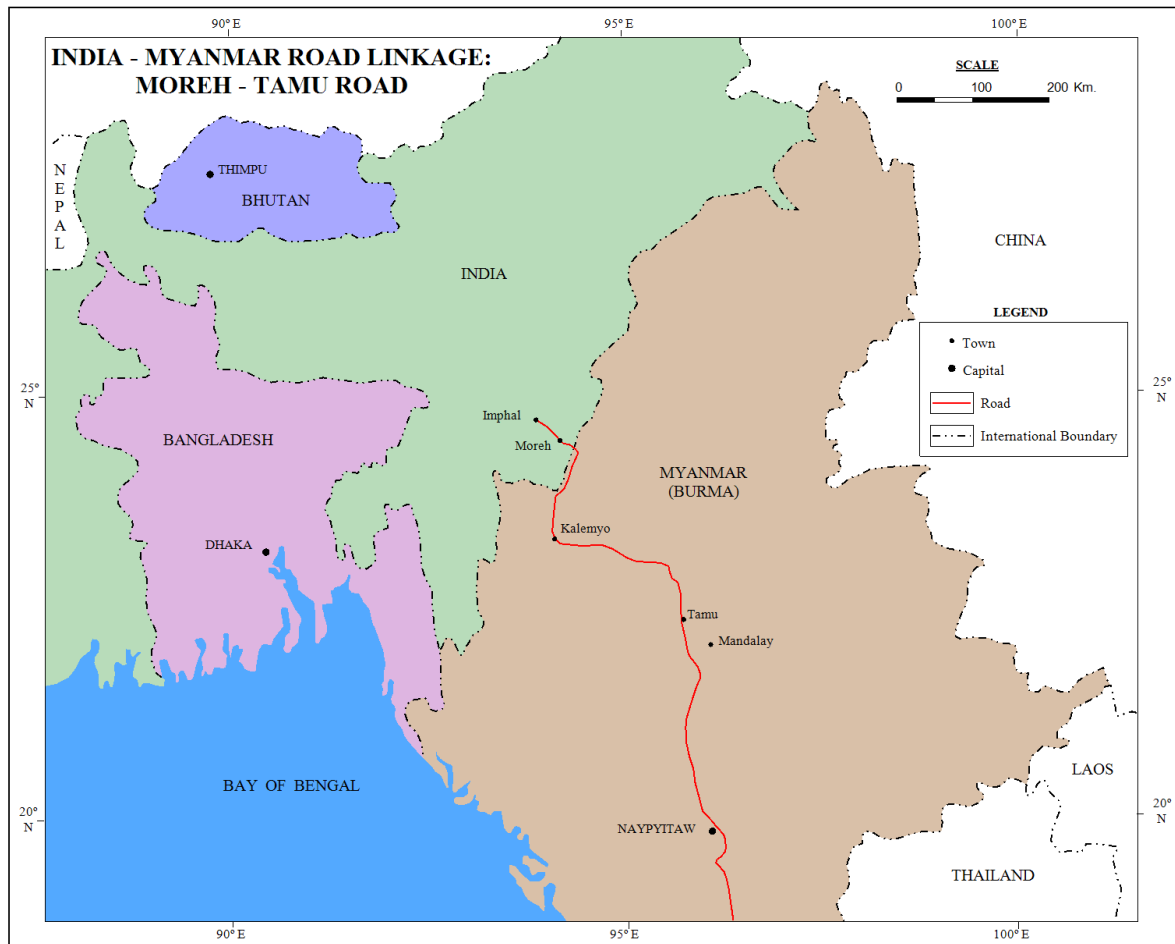 90° E
95° E
100° E
INDIA - MYANMAR ROAD LINKAGE:
MOREH - TAMU ROAD
SCALE
0 100 200 Km.
NEPAL
THIMPU
BHUTAN
CHINA
INDIA
LEGEND
Town
Capital
Road
International Boundary
25°
N
25°
N
Imphal
Moreh
BANGLADESH
MYANMAR
(BURMA)
Kalemyo
DHAKA
Tamu
Mandalay
BAY OF BENGAL
LAOS
20°
N
20°
N
NAYPYITAW
THAILAND
90° E
95° E
100° E